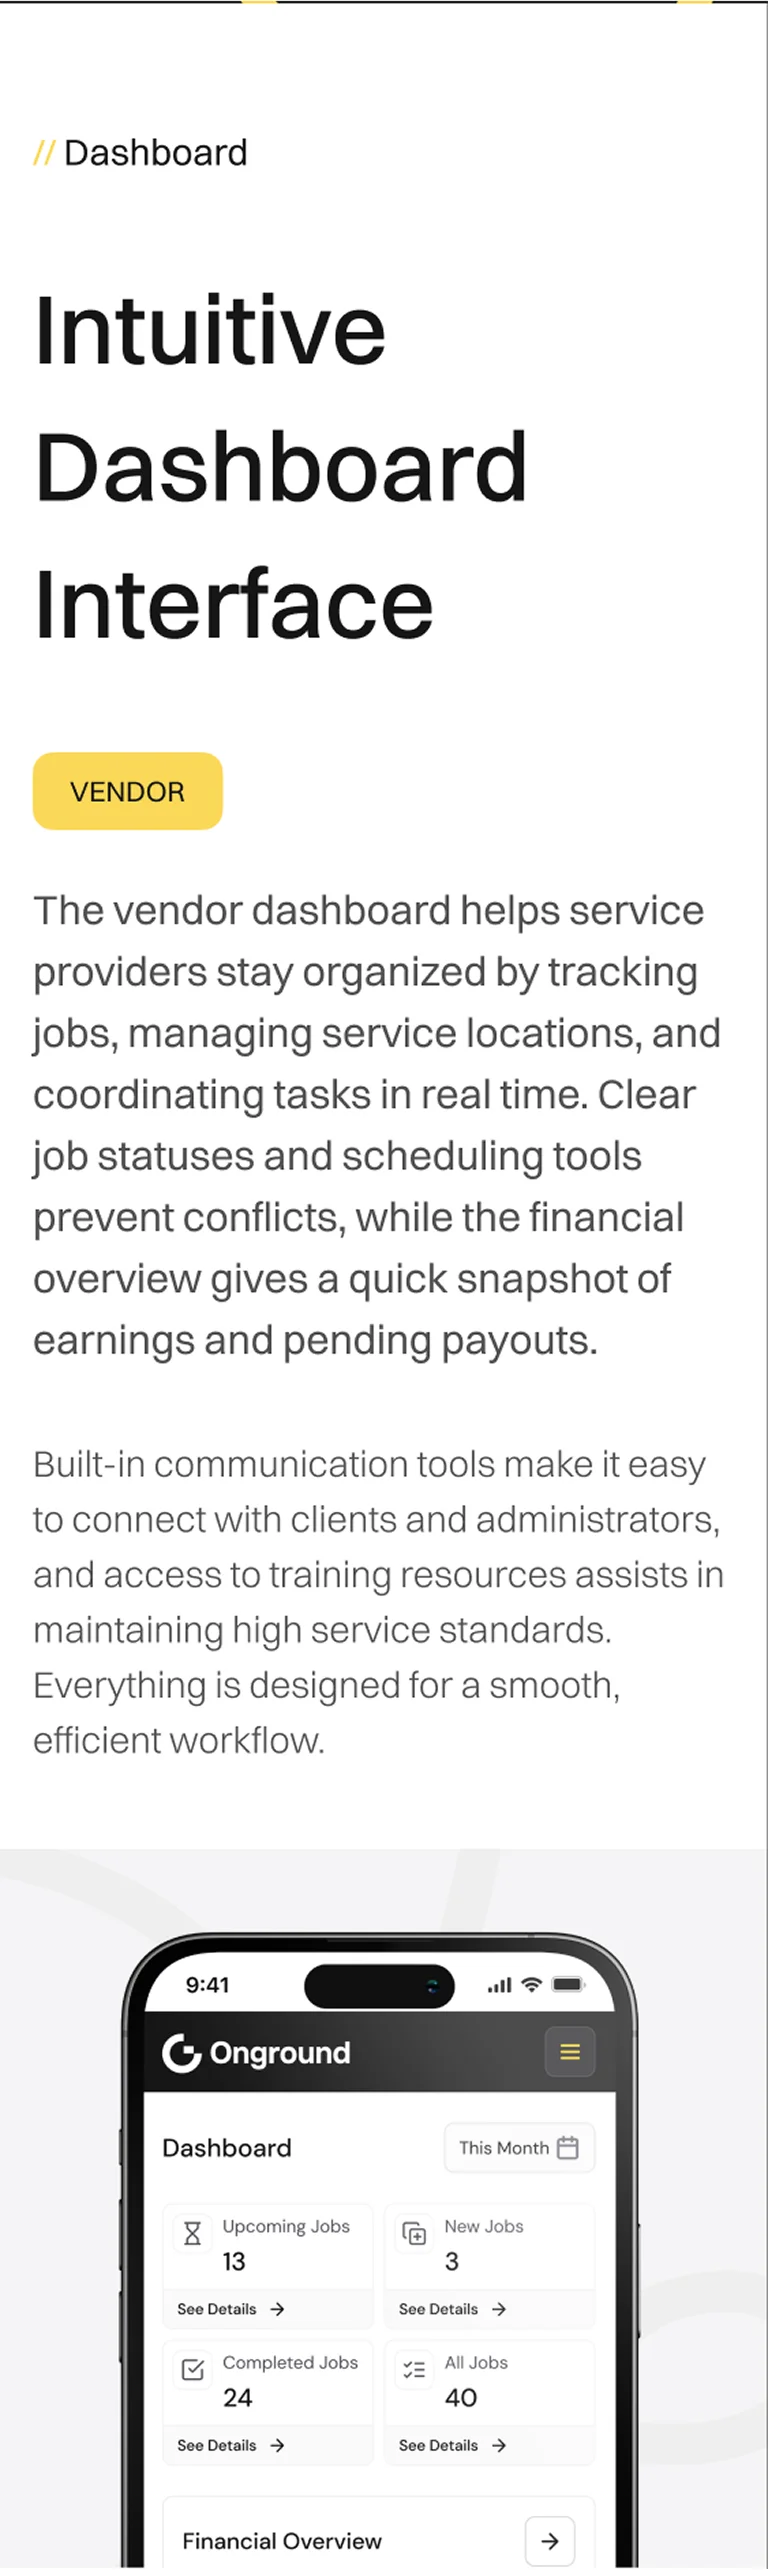 // Dashboard
Intuitive
Dashboard
Interface
VENDOR
The vendor dashboard helps service
providers stay organized by tracking
jobs, managing service locations, and
coordinating tasks in real time. Clear
job statuses and scheduling tools
prevent conflicts, while the financial
overview gives a quick snapshot of
earnings and pending payouts.
Built-in communication tools make it easy
to connect with clients and administrators,
and access to training resources assists in
maintaining high service standards.
Everything is designed for a smooth,
efficient workflow.
9:41
Onground
Dashboard
This Month
Upcoming Jobs
13
See Details →
New Jobs
3
See Details →
Completed Jobs
24
See Details →
All Jobs
40
See Details →
Financial Overview →